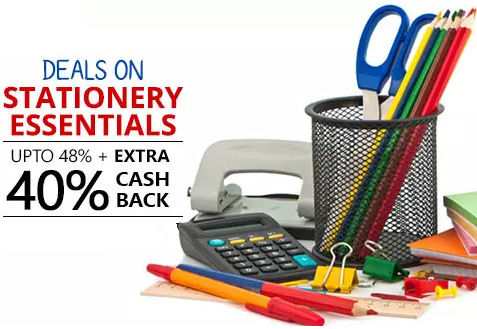 DEALS ON
STATIONERY
ESSENTIALS
UPTO 48% + EXTRA
40% CASH
BACK